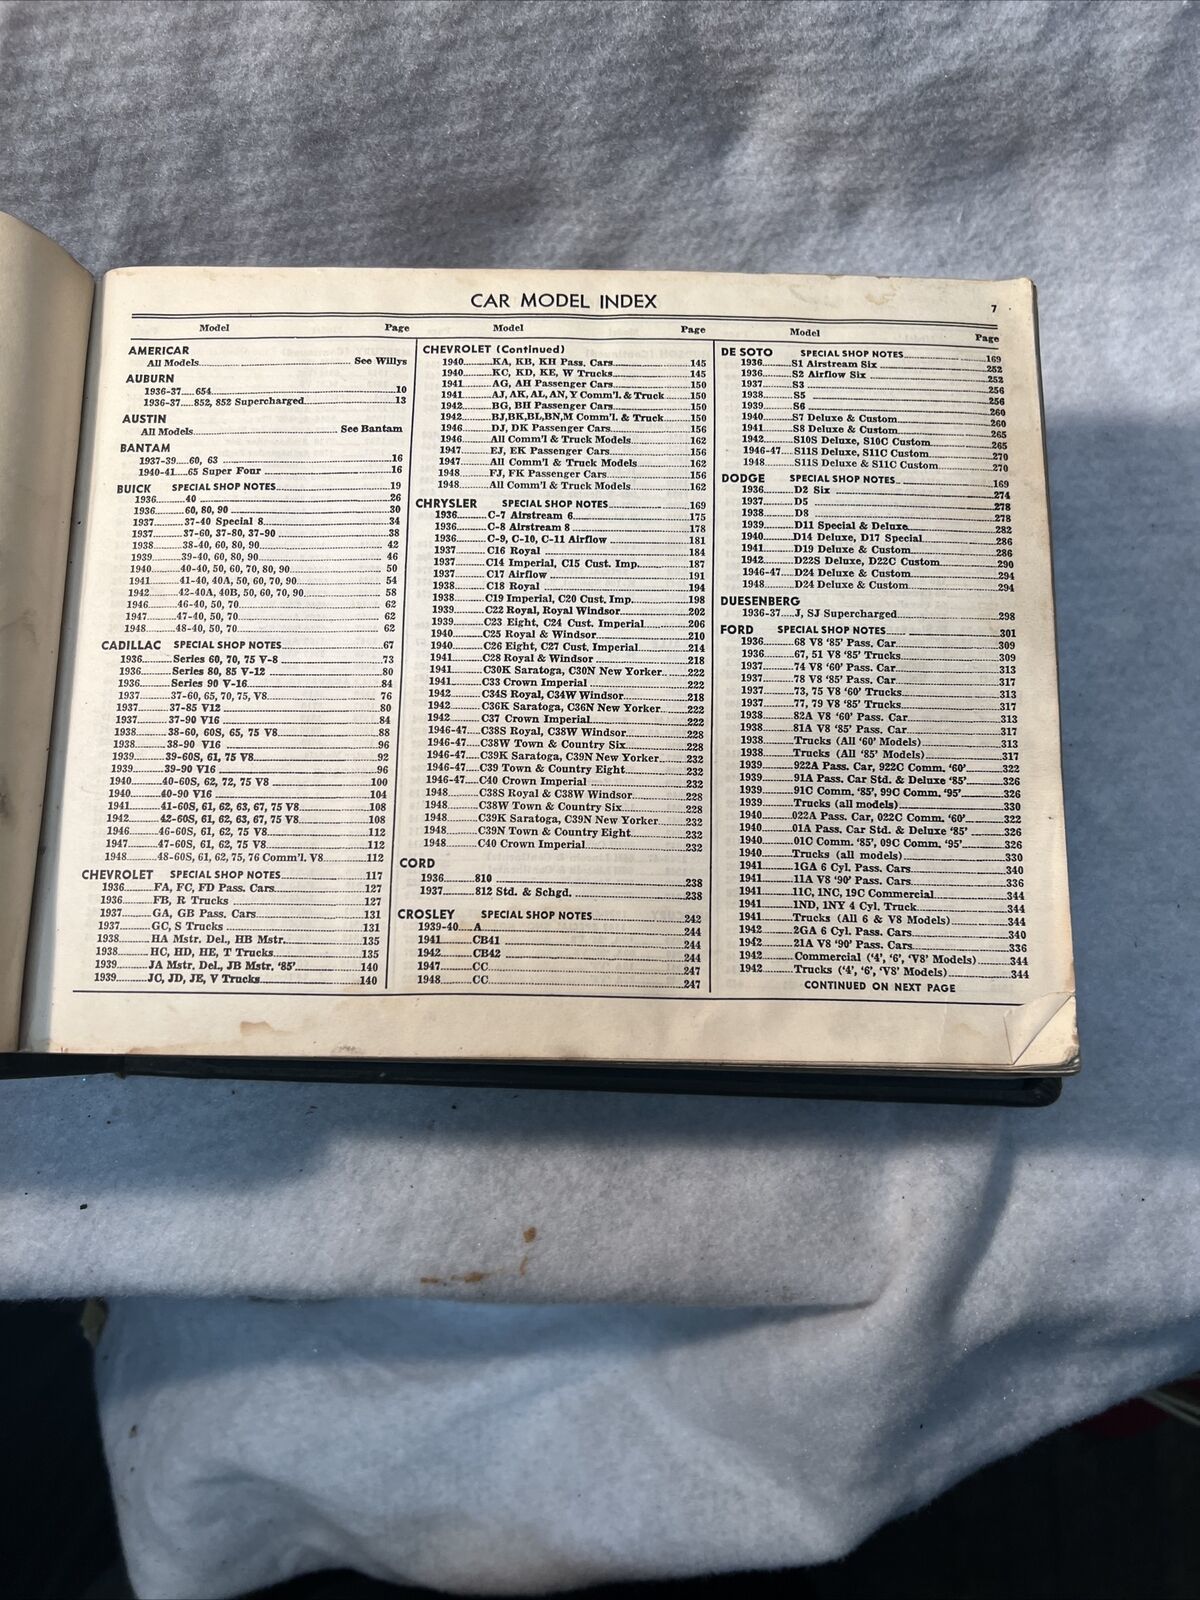 CAR MODEL INDEX
7
Model Page
AMERICAR
All Models See Willys
AUBURN
1936-37 654 10
1936-37 852, 852 Supercharged 13
AUSTIN
All Models See Bantam
BANTAM
1937-39 60, 63 16
1940-41 65 Super Four 16
BUICK SPECIAL SHOP NOTES 19
1936 40 26
1936 60, 80, 90 30
1937 37-40 Special 8 34
1937 37-60, 37-80, 37-90 38
1938 38-40, 60, 80, 90 42
1939 39-40, 60, 80, 90 46
1940 40-40, 50, 60, 70, 80, 90 50
1941 41-40, 40A, 50, 60, 70, 90 54
1942 42-40A, 40B, 50, 60, 70, 90 58
1946 46-40, 50, 70 62
1947 47-40, 50, 70 62
1948 48-40, 50, 70 62
CADILLAC SPECIAL SHOP NOTES 67
1936 Series 60, 70, 75 V-8 73
1936 Series 80, 85 V-12 80
1936 Series 90 V-16 84
1937 37-60, 65, 70, 75, V8 76
1937 37-85 V12 80
1937 37-90 V16 84
1938 38-60, 60S, 65, 75 V8 88
1938 38-90 V16 96
1939 39-60S, 61, 75 V8 92
1939 39-90 V16 96
1940 40-60S, 62, 72, 75 V8 100
1940 40-90 V16 104
1941 41-60S, 61, 62, 63, 67, 75 V8 108
1942 42-60S, 61, 62, 63, 67, 75 V8 108
1946 46-60S, 61, 62, 75 V8 112
1947 47-60S, 61, 62, 75 V8 112
1948 48-60S, 61, 62, 75, 76 Comm'l. V8 112
CHEVROLET SPECIAL SHOP NOTES 117
1936 FA, FC, FD Pass. Cars 127
1936 FB, R Trucks 127
1937 GA, GB Pass. Cars 131
1937 GC, S Trucks 131
1938 HA Mstr. Del., HB Mstr. 135
1938 HC, HD, HE, T Trucks 135
1939 JA Mstr. Del., JB Mstr. '85' 140
1939 JC, JD, JE, V Trucks 140
Model Page
CHEVROLET (Continued)
1940 KA, KB, KH Pass. Cars 145
1940 KC, KD, KE, W Trucks 145
1941 AG, AH Passenger Cars 150
1941 AJ, AK, AL, AN, Y Comm'l. & Truck 150
1942 BG, BH Passenger Cars 150
1942 BJ,BK,BL,BN,M Comm'l. & Truck 150
1946 DJ, DK Passenger Cars 156
1946 All Comm'l & Truck Models 162
1947 EJ, EK Passenger Cars 156
1947 All Comm'l & Truck Models 162
1948 FJ, FK Passenger Cars 156
1948 All Comm'l & Truck Models 162
CHRYSLER SPECIAL SHOP NOTES 169
1936 C-7 Airstream 6 175
1936 C-8 Airstream 8 178
1936 C-9, C-10, C-11 Airflow 181
1937 C16 Royal 184
1937 C14 Imperial, C15 Cust. Imp. 187
1937 C17 Airflow 191
1938 C18 Royal 194
1938 C19 Imperial, C20 Cust. Imp. 198
1939 C22 Royal, Royal Windsor 202
1939 C23 Eight, C24 Cust. Imperial 206
1940 C25 Royal & Windsor 210
1940 C26 Eight, C27 Cust. Imperial 214
1941 C28 Royal & Windsor 218
1941 C30K Saratoga, C30N New Yorker 222
1941 C33 Crown Imperial 222
1942 C34S Royal, C34W Windsor 218
1942 C36K Saratoga, C36N New Yorker 222
1942 C37 Crown Imperial 222
1946-47 C38S Royal, C38W Windsor 228
1946-47 C38W Town & Country Six 228
1946-47 C39K Saratoga, C39N New Yorker 232
1946-47 C39 Town & Country Eight 232
1946-47 C40 Crown Imperial 232
1948 C38S Royal & C38W Windsor 228
1948 C38W Town & Country Six 228
1948 C39K Saratoga, C39N New Yorker 232
1948 C39N Town & Country Eight 232
1948 C40 Crown Imperial 232
CORD
1936 810 238
1937 812 Std. & Schgd. 238
CROSLEY SPECIAL SHOP NOTES 242
1939-40 A 244
1941 CB41 244
1942 CB42 244
1947 CC 247
1948 CC 247
Model Page
DE SOTO SPECIAL SHOP NOTES 169
1936 S1 Airstream Six 252
1936 S2 Airflow Six 252
1937 S3 256
1938 S5 256
1939 S6 260
1940 S7 Deluxe & Custom 260
1941 S8 Deluxe & Custom 265
1942 S10S Deluxe, S10C Custom 265
1946-47 S11S Deluxe, S11C Custom 270
1948 S11S Deluxe & S11C Custom 270
DODGE SPECIAL SHOP NOTES 169
1936 D2 Six 274
1937 D5 278
1938 D8 278
1939 D11 Special & Deluxe 282
1940 D14 Deluxe, D17 Special 286
1941 D19 Deluxe & Custom 286
1942 D22S Deluxe, D22C Custom 290
1946-47 D24 Deluxe & Custom 294
1948 D24 Deluxe & Custom 294
DUESENBERG
1936-37 J, SJ Supercharged 298
FORD SPECIAL SHOP NOTES 301
1936 68 V8 '85' Pass. Car 309
1936 67, 51 V8 '85' Trucks 309
1937 74 V8 '60' Pass. Car 313
1937 78 V8 '85' Pass. Car 317
1937 73, 75 V8 '60' Trucks 313
1937 77, 79 V8 '85' Trucks 317
1938 82A V8 '60' Pass. Car 313
1938 81A V8 '85' Pass. Car 317
1938 Trucks (All '60' Models) 313
1938 Trucks (All '85' Models) 317
1939 922A Pass. Car, 922C Comm. '60' 322
1939 91A Pass. Car Std. & Deluxe '85' 326
1939 91C Comm. '85', 99C Comm. '95' 326
1939 Trucks (all models) 330
1940 022A Pass. Car, 022C Comm. '60' 322
1940 01A Pass. Car Std. & Deluxe '85' 326
1940 01C Comm. '85', 09C Comm. '95' 326
1940 Trucks (all models) 330
1941 1GA 6 Cyl. Pass. Car 340
1941 11A V8 '90' Pass. Car 336
1941 11C, 1NC, 19C Commercial 344
1941 1ND, 1NY 4 Cyl. Truck 344
1941 Trucks (All 6 & V8 Models) 344
1942 2GA 6 Cyl. Pass. Cars 340
1942 21A V8 '90' Pass. Cars 336
1942 Commercial ('4', '6', 'V8' Models) 344
1942 Trucks ('4', '6', 'V8' Models) 344
CONTINUED ON NEXT PAGE